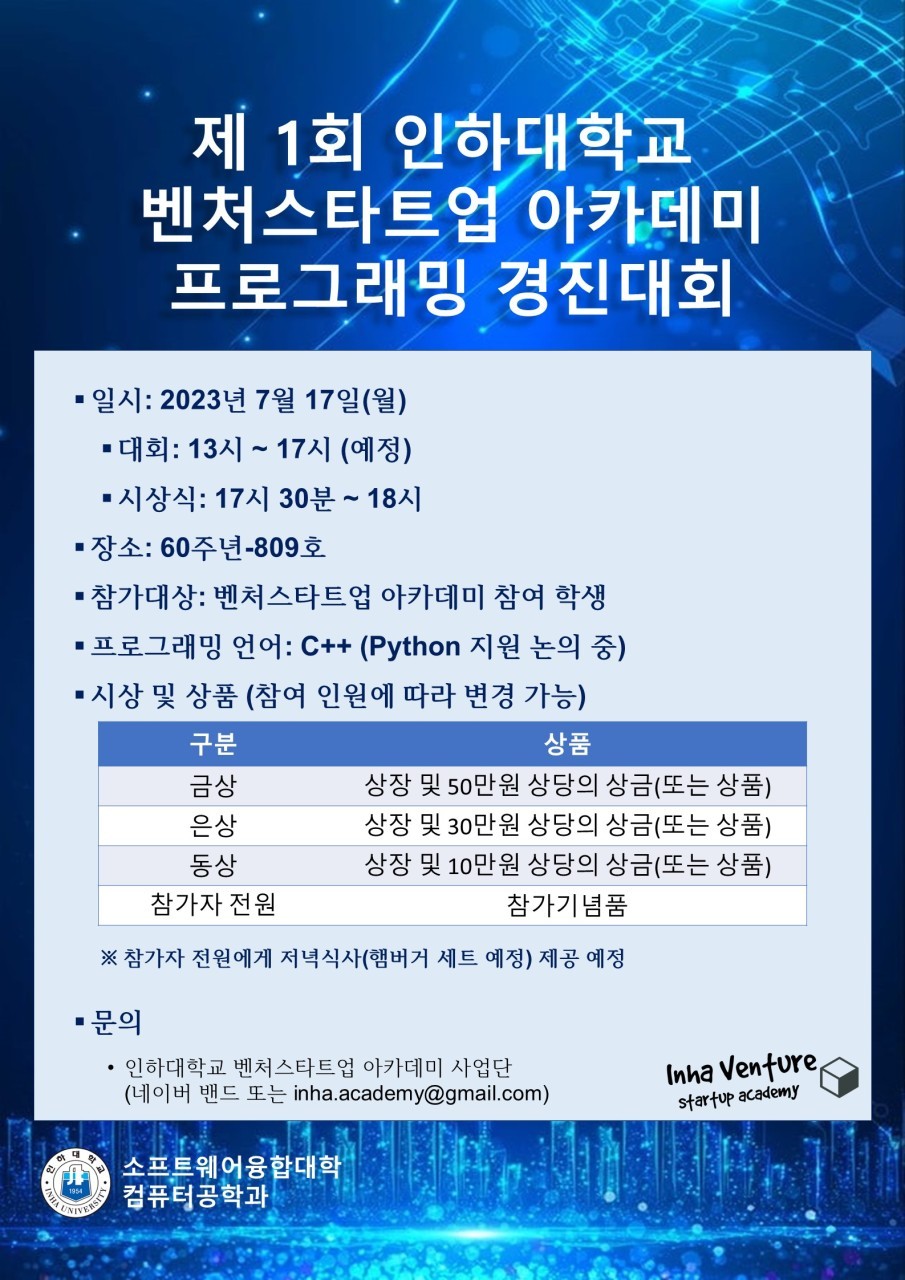 제 1회 인하대학교
벤처스타트업 아카데미
프로그래밍 경진대회
▪ 일시: 2023년 7월 17일(월)
▪ 대회: 13시 ~ 17시 (예정)
▪ 시상식: 17시 30분 ~ 18시
▪ 장소: 60주년-809호
▪ 참가대상: 벤처스타트업 아카데미 참여 학생
▪ 프로그래밍 언어: C++ (Python 지원 논의 중)
▪ 시상 및 상품 (참여 인원에 따라 변경 가능)
구분 상품
금상 상장 및 50만원 상당의 상금(또는 상품)
은상 상장 및 30만원 상당의 상금(또는 상품)
동상 상장 및 10만원 상당의 상금(또는 상품)
참가자 전원 참가기념품
※ 참가자 전원에게 저녁식사(햄버거 세트 예정) 제공 예정
▪ 문의
• 인하대학교 벤처스타트업 아카데미 사업단
(네이버 밴드 또는 inha.academy@gmail.com)
Inha Venture
startup academy
인하대학교
1954
INHA UNIVERSITY
소프트웨어융합대학
컴퓨터공학과